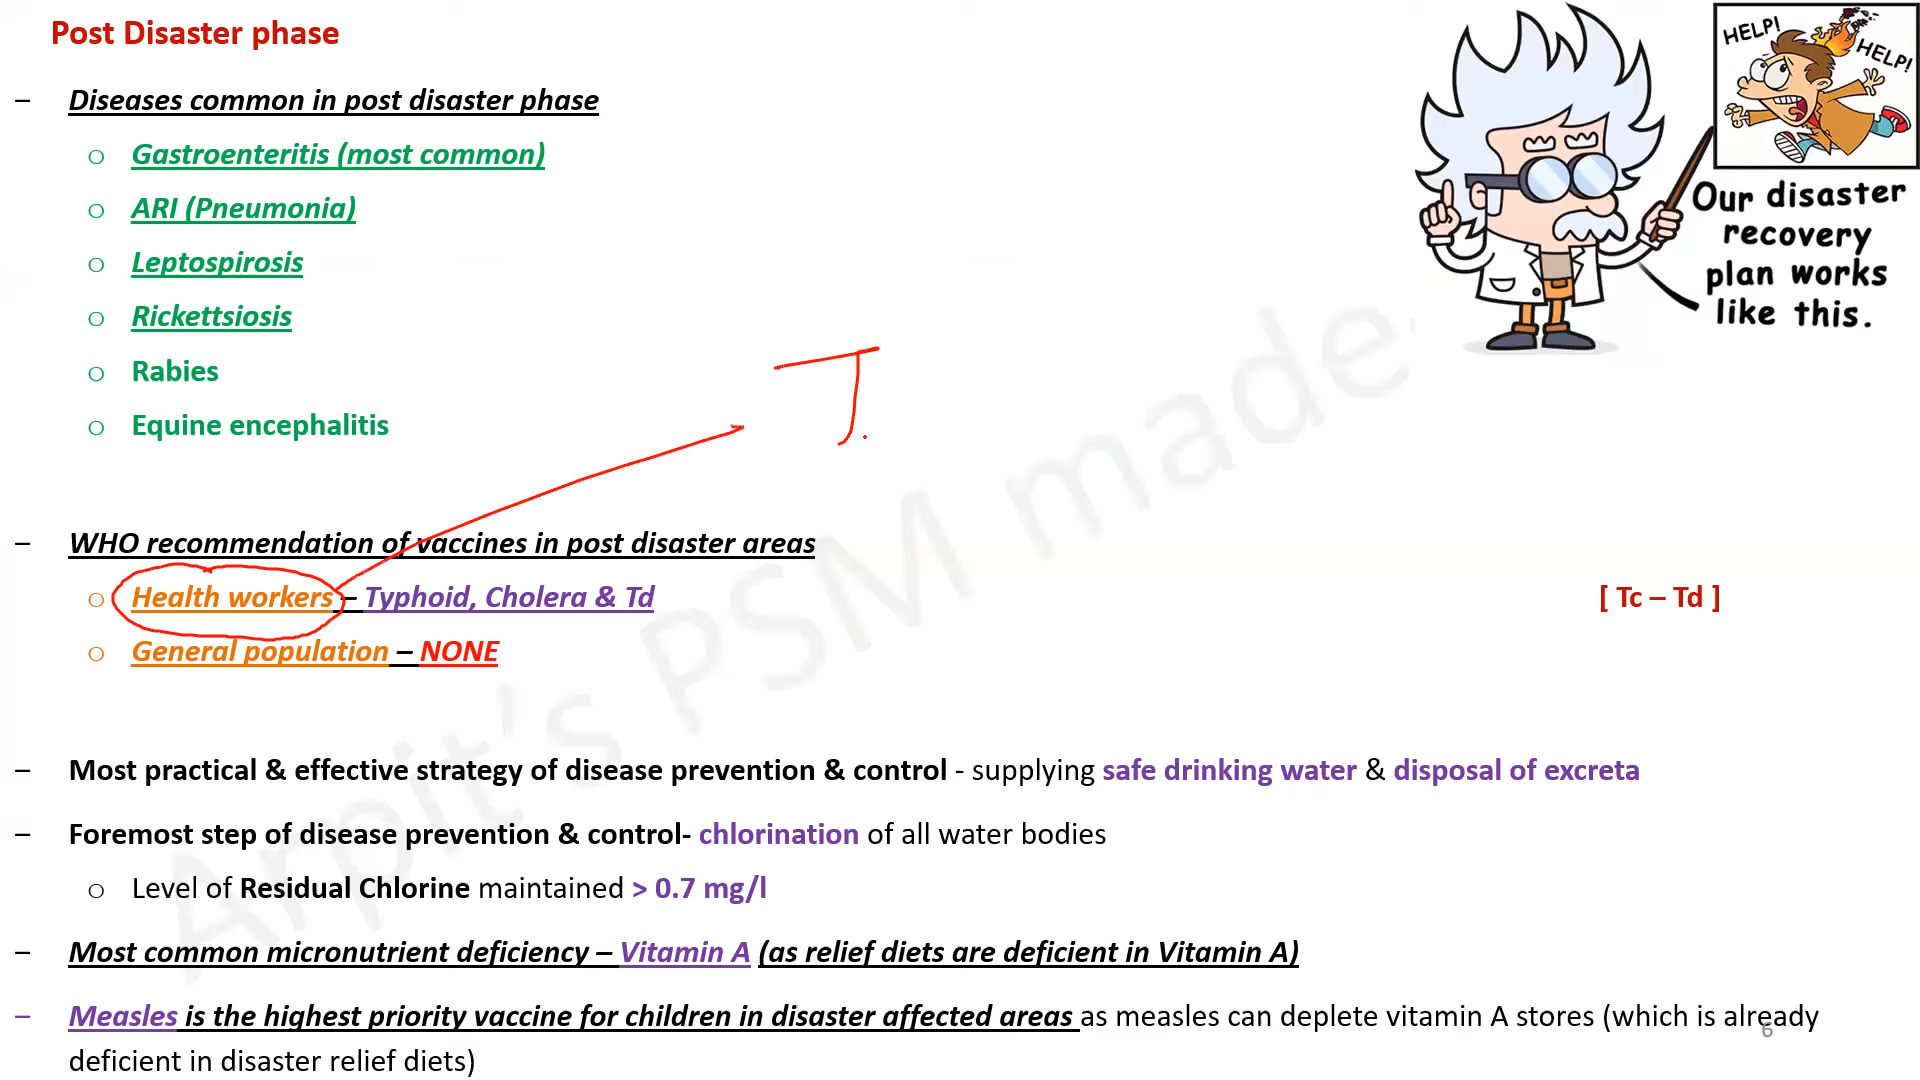 Post Disaster phase
HELP!
HELP!
– Diseases common in post disaster phase
o Gastroenteritis (most common)
o ARI (Pneumonia)
o Leptospirosis
o Rickettsiosis
o Rabies
o Equine encephalitis
Our disaster
recovery
plan works
like this.
T
– WHO recommendation of vaccines in post disaster areas
o Health workers – Typhoid, Cholera & Td [ Tc – Td ]
o General population – NONE
– Most practical & effective strategy of disease prevention & control - supplying safe drinking water & disposal of excreta
– Foremost step of disease prevention & control- chlorination of all water bodies
o Level of Residual Chlorine maintained > 0.7 mg/l
– Most common micronutrient deficiency – Vitamin A (as relief diets are deficient in Vitamin A)
– Measles is the highest priority vaccine for children in disaster affected areas as measles can deplete vitamin A stores (which is already
deficient in disaster relief diets)
6
Arpit's PSM made